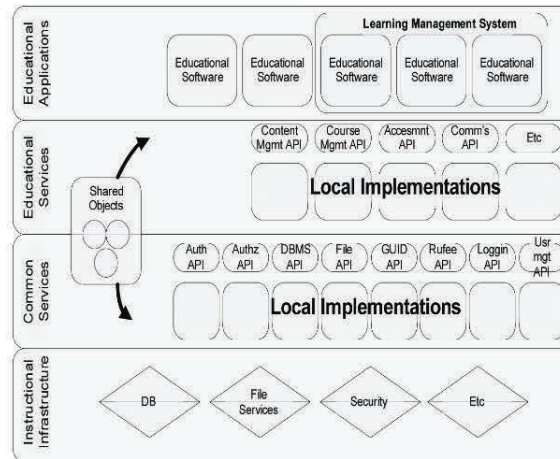 Educational
Applications
Learning Management System
Educational
Software
Educational
Software
Educational
Software
Educational
Software
Educational
Software
Educational
Services
Content
Mgmt API
Course
Mgmt API
Accesmnt
API
Comm's
API
Etc
Local Implementations
Shared
Objects
Common
Services
Auth
API
Authz
API
DBMS
API
File
API
GUID
API
Rufee
API
Loggin
API
Usr
mgt
API
Local Implementations
Instructional
Infrastructure
DB
File
Services
Security
Etc